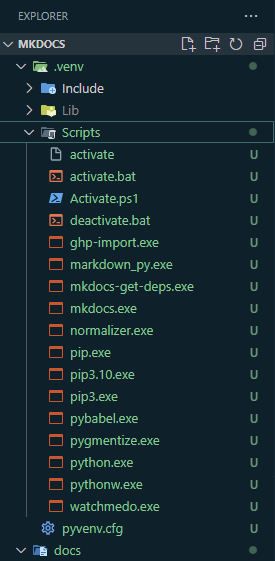 EXPLORER
MKDOCS
.venv
Include
Lib
Scripts
activate U
activate.bat U
Activate.ps1 U
deactivate.bat U
ghp-import.exe U
markdown_py.exe U
mkdocs-get-deps.exe U
mkdocs.exe U
normalizer.exe U
pip.exe U
pip3.10.exe U
pip3.exe U
pybabel.exe U
pygmentize.exe U
python.exe U
pythonw.exe U
watchmedo.exe U
pyvenv.cfg U
docs